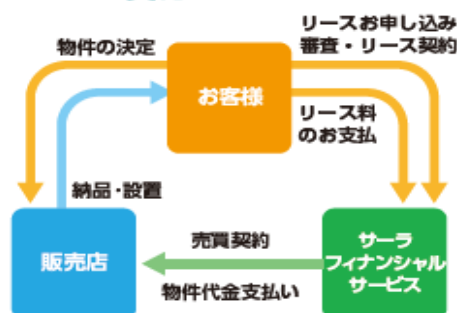 リースお申し込み
審査・リース契約
物件の決定
お客様
リース料
のお支払
納品・設置
販売店
売買契約
物件代金支払い
サーラ
フィナンシャル
サービス